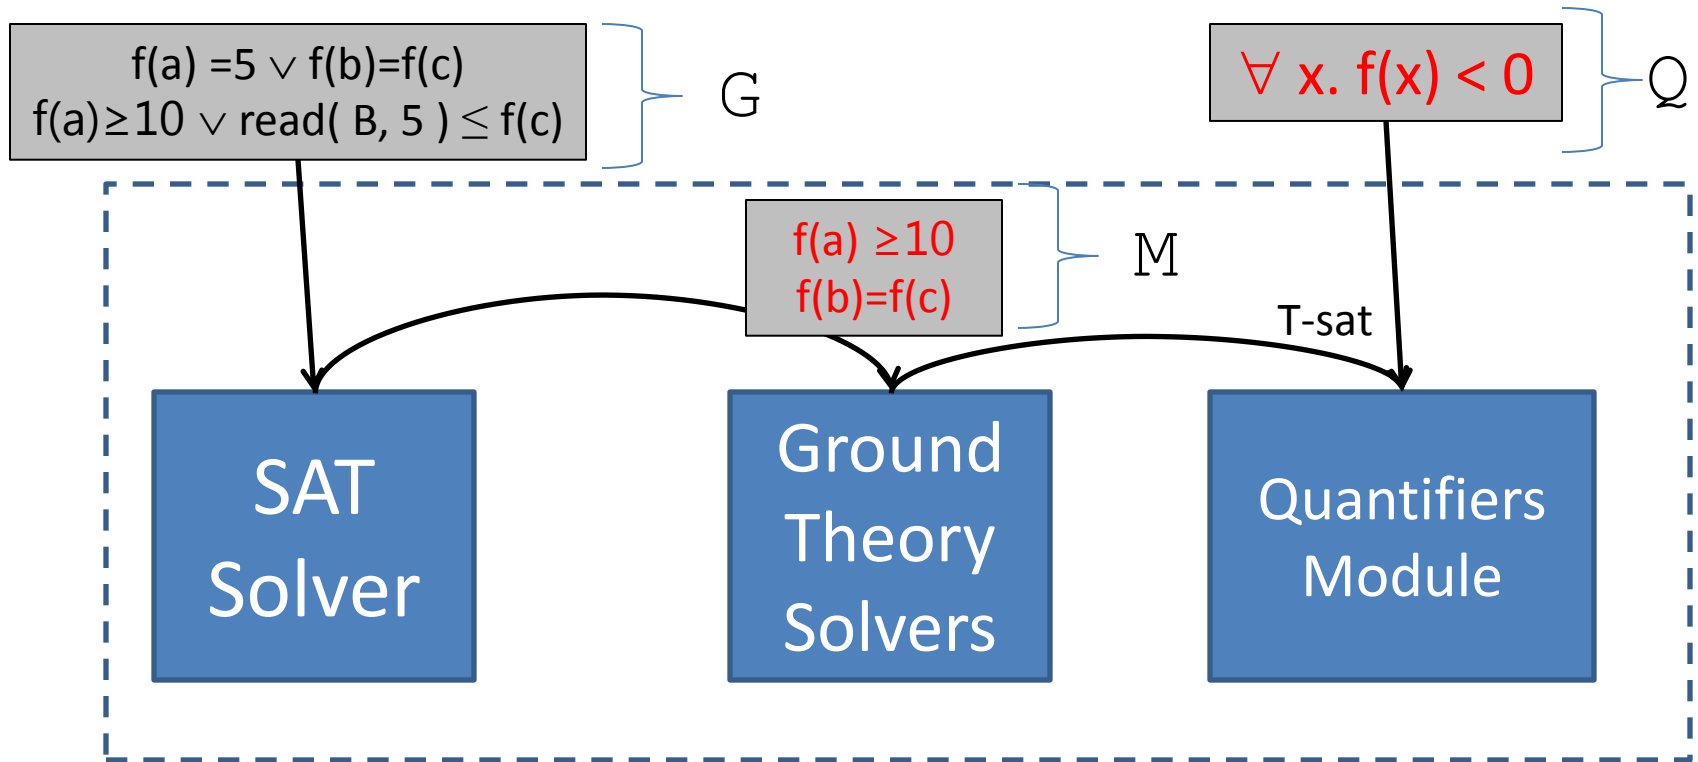 f(a) =5 ∨ f(b)=f(c)
f(a)≥10 ∨ read( B, 5 ) ≤ f(c)
G
∀ x. f(x) < 0
Q
f(a) ≥10
f(b)=f(c)
M
T-sat
SAT
Solver
Ground
Theory
Solvers
Quantifiers
Module